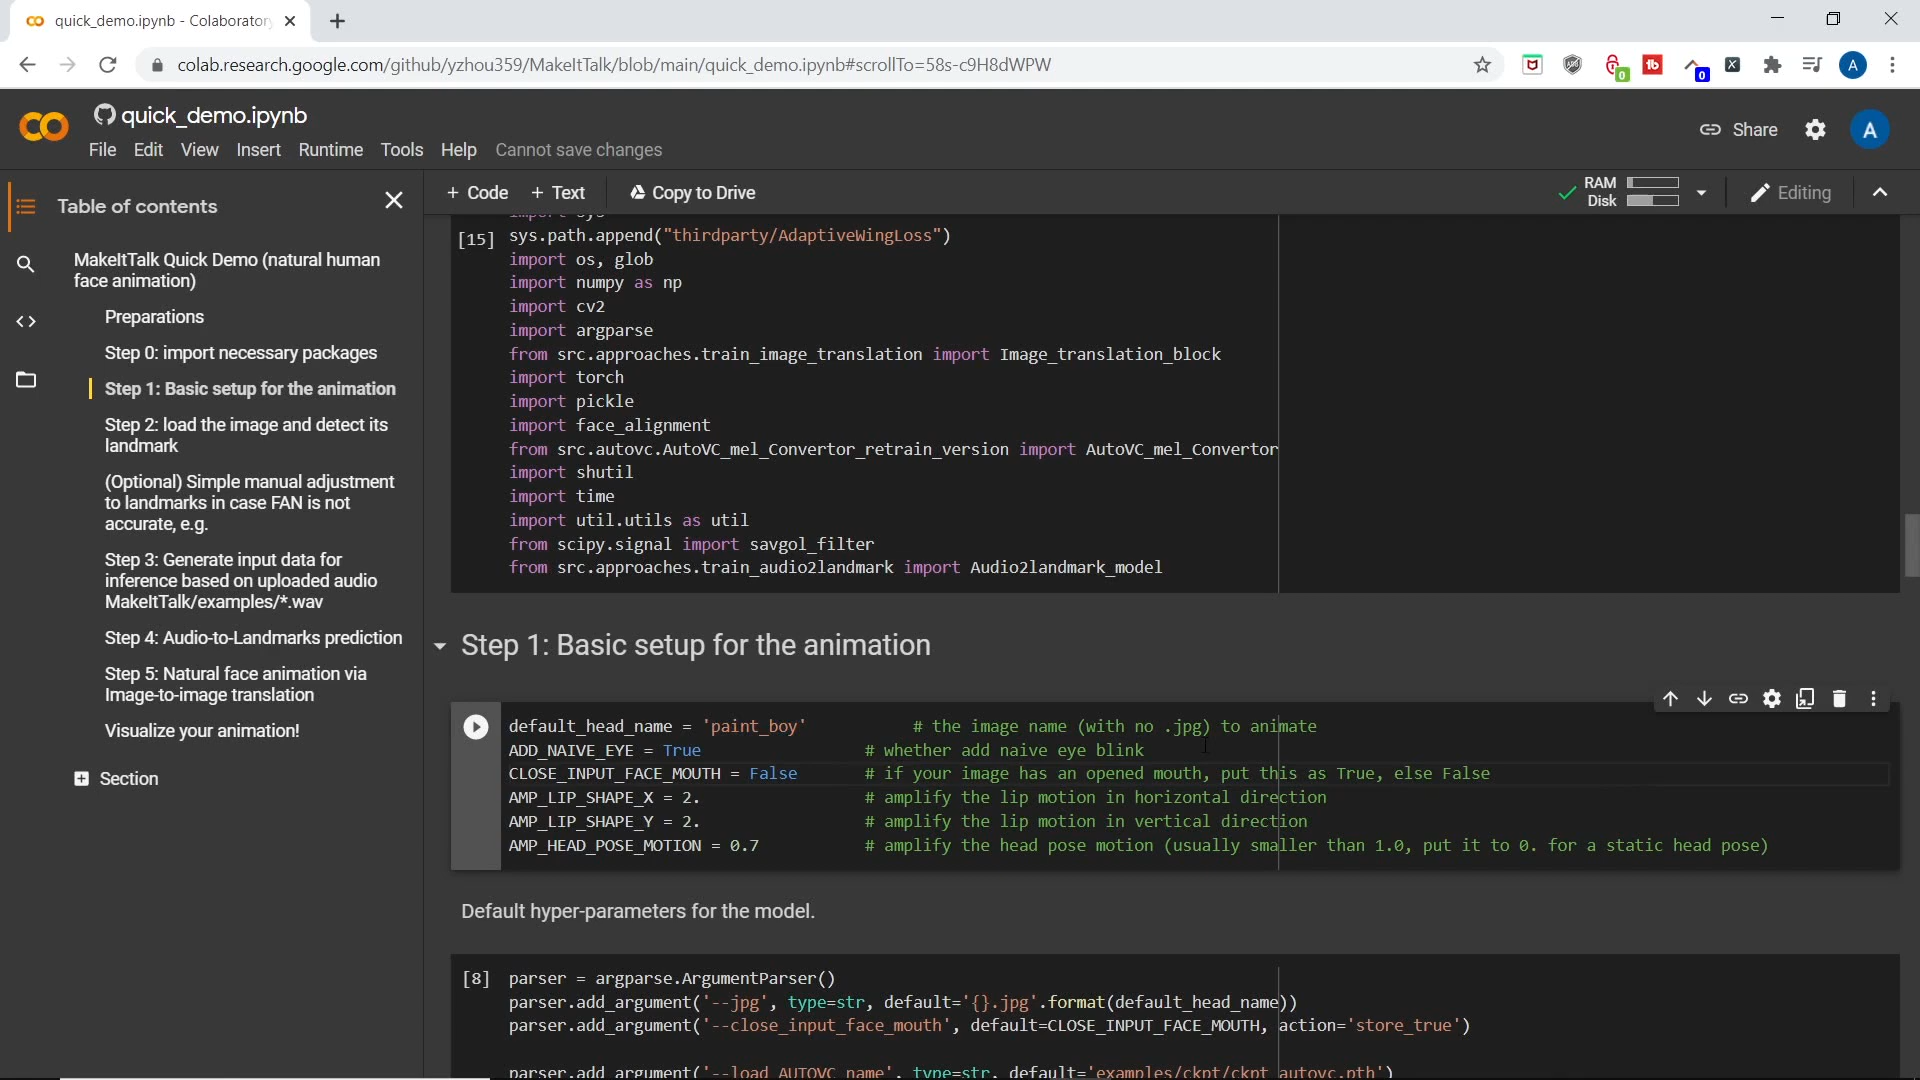 quick_demo.ipynb - Colaboratory
colab.research.google.com/github/yzhou359/MakeItTalk/blob/main/quick_demo.ipynb#scrollTo=58s-c9H8dWPW
0
0
A
quick_demo.ipynb
File Edit View Insert Runtime Tools Help Cannot save changes
Share
A
Table of contents
+ Code + Text Copy to Drive
RAM
Disk
Editing
MakeItTalk Quick Demo (natural human
face animation)
Preparations
Step 0: import necessary packages
Step 1: Basic setup for the animation
Step 2: load the image and detect its
landmark
(Optional) Simple manual adjustment
to landmarks in case FAN is not
accurate, e.g.
Step 3: Generate input data for
inference based on uploaded audio
MakeItTalk/examples/*.wav
Step 4: Audio-to-Landmarks prediction
Step 5: Natural face animation via
Image-to-image translation
Visualize your animation!
Section
import sys
[15] sys.path.append("thirdparty/AdaptiveWingLoss")
import os, glob
import numpy as np
import cv2
import argparse
from src.approaches.train_image_translation import Image_translation_block
import torch
import pickle
import face_alignment
from src.autovc.AutoVC_mel_Convertor_retrain_version import AutoVC_mel_Convertor
import shutil
import time
import util.utils as util
from scipy.signal import savgol_filter
from src.approaches.train_audio2landmark import Audio2landmark_model
Step 1: Basic setup for the animation
default_head_name = 'paint_boy' # the image name (with no .jpg) to animate
ADD_NAIVE_EYE = True # whether add naive eye blink
CLOSE_INPUT_FACE_MOUTH = False # if your image has an opened mouth, put this as True, else False
AMP_LIP_SHAPE_X = 2. # amplify the lip motion in horizontal direction
AMP_LIP_SHAPE_Y = 2. # amplify the lip motion in vertical direction
AMP_HEAD_POSE_MOTION = 0.7 # amplify the head pose motion (usually smaller than 1.0, put it to 0. for a static head pose)
Default hyper-parameters for the model.
[8] parser = argparse.ArgumentParser()
parser.add_argument('--jpg', type=str, default='{}.jpg'.format(default_head_name))
parser.add_argument('--close_input_face_mouth', default=CLOSE_INPUT_FACE_MOUTH, action='store_true')
parser.add_argument('--load_AUTOVC_name', type=str, default='examples/ckpt/ckpt_autovc.pth')